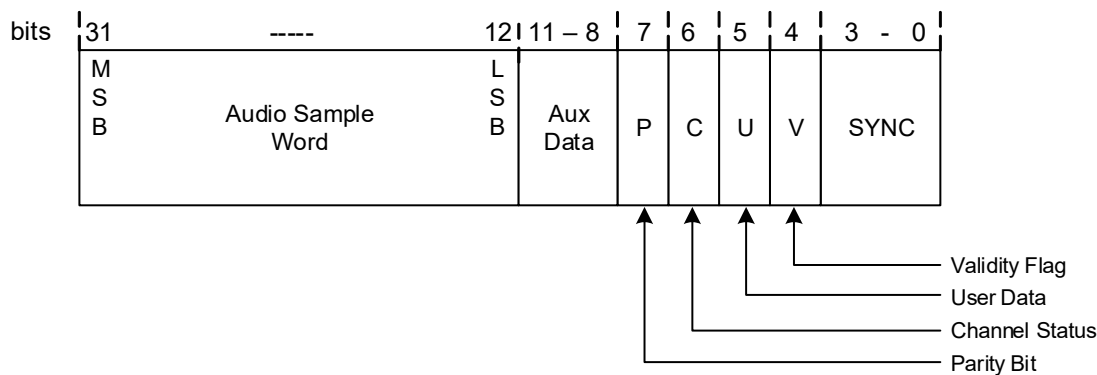 bits 31 ----- 12 11 – 8 7 6 5 4 3 - 0
M
S
B
Audio Sample
Word
L
S
B
Aux
Data
P
C
U
V
SYNC
Validity Flag
User Data
Channel Status
Parity Bit